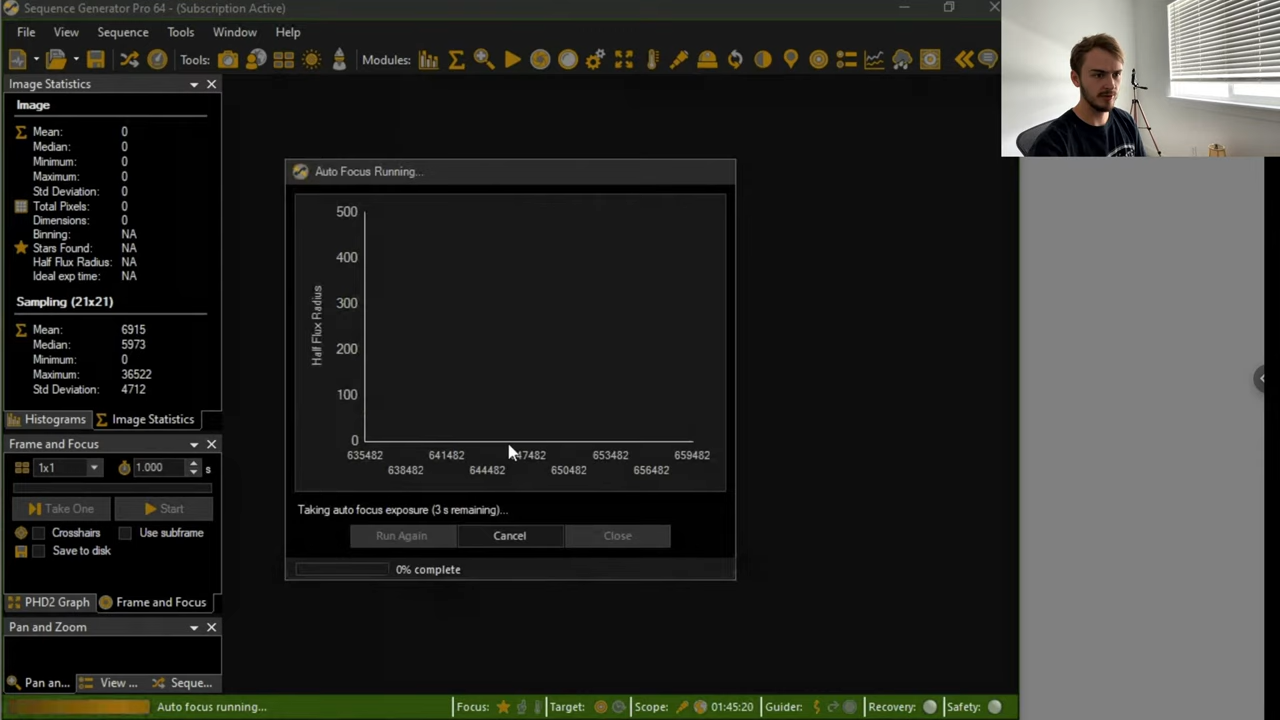 Sequence Generator Pro 64 - (Subscription Active)
File View Sequence Tools Window Help
Tools: Modules:
Image Statistics
Image
Mean: 0
Median: 0
Minimum: 0
Maximum: 0
Std Deviation: 0
Total Pixels: 0
Dimensions: 0
Binning: NA
Stars Found: NA
Half Flux Radius: NA
Ideal exp time: NA
Sampling (21x21)
Mean: 6915
Median: 5973
Minimum: 0
Maximum: 36522
Std Deviation: 4712
Histograms Image Statistics
Frame and Focus
1x1 1.000 s
Take One Start
Crosshairs Use subframe
Save to disk
PHD2 Graph Frame and Focus
Pan and Zoom
Pan an... View ... Seque...
Auto Focus Running...
500
400
300
200
100
0
Half Flux Radius
635482 641482 47482 653482 659482
638482 644482 650482 656482
Taking auto focus exposure (3 s remaining)...
Run Again Cancel Close
0% complete
Auto focus running... Focus: Target: Scope: 01:45:20 Guider: Recovery: Safety: